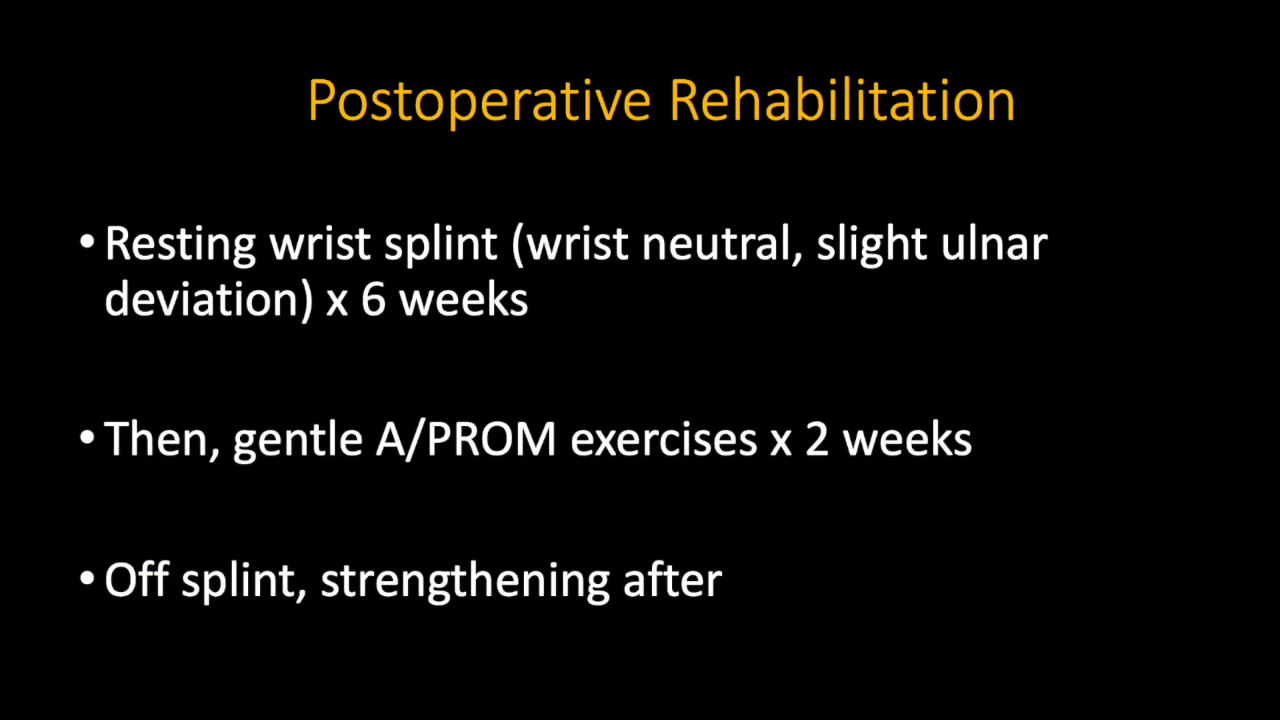 Postoperative Rehabilitation
• Resting wrist splint (wrist neutral, slight ulnar
deviation) x 6 weeks
• Then, gentle A/PROM exercises x 2 weeks
• Off splint, strengthening after